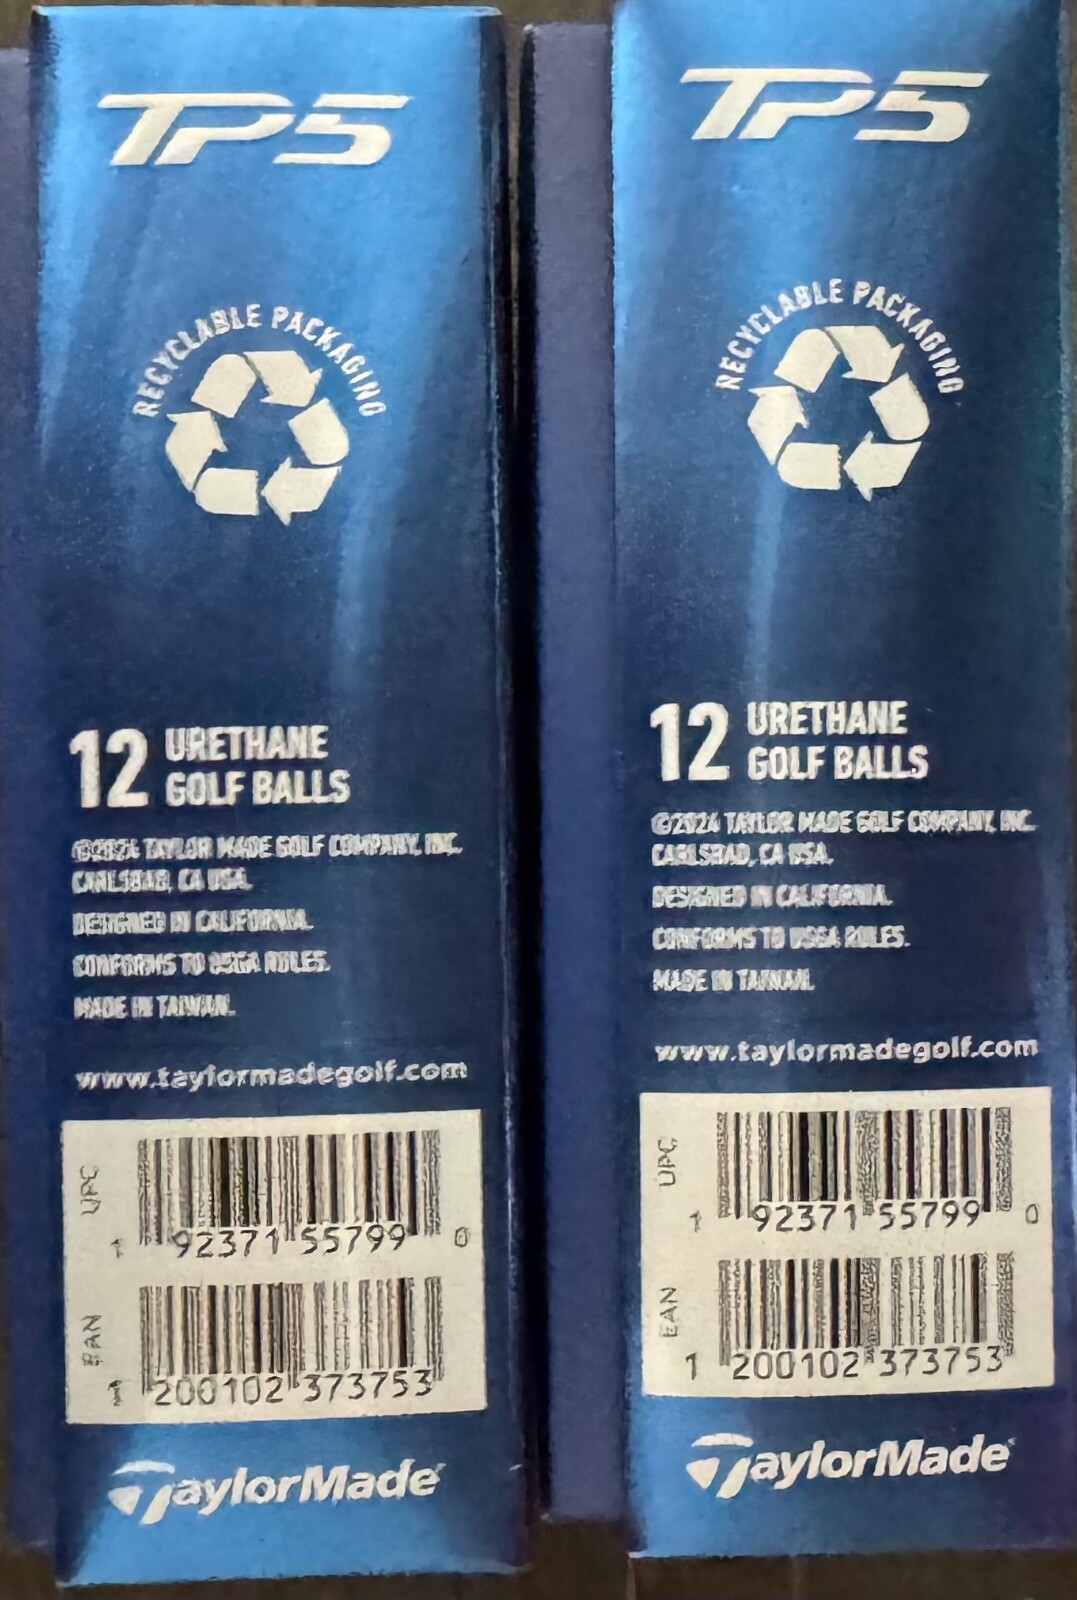 TP5
RECYCLABLE PACKAGING
12 URETHANE
GOLF BALLS
©2024 TAYLOR MADE GOLF COMPANY, INC.
CARLSBAD, CA USA.
DESIGNED IN CALIFORNIA.
CONFORMS TO USGA RULES.
MADE IN TAIWAN.
www.taylormadegolf.com
UPC
1 92371 55799 0
EAN
1 200102 373753
TaylorMade
TP5
RECYCLABLE PACKAGING
12 URETHANE
GOLF BALLS
©2024 TAYLOR MADE GOLF COMPANY, INC.
CARLSBAD, CA USA.
DESIGNED IN CALIFORNIA.
CONFORMS TO USGA RULES.
MADE IN TAIWAN.
www.taylormadegolf.com
UPC
1 92371 55799 0
EAN
1 200102 373753
TaylorMade